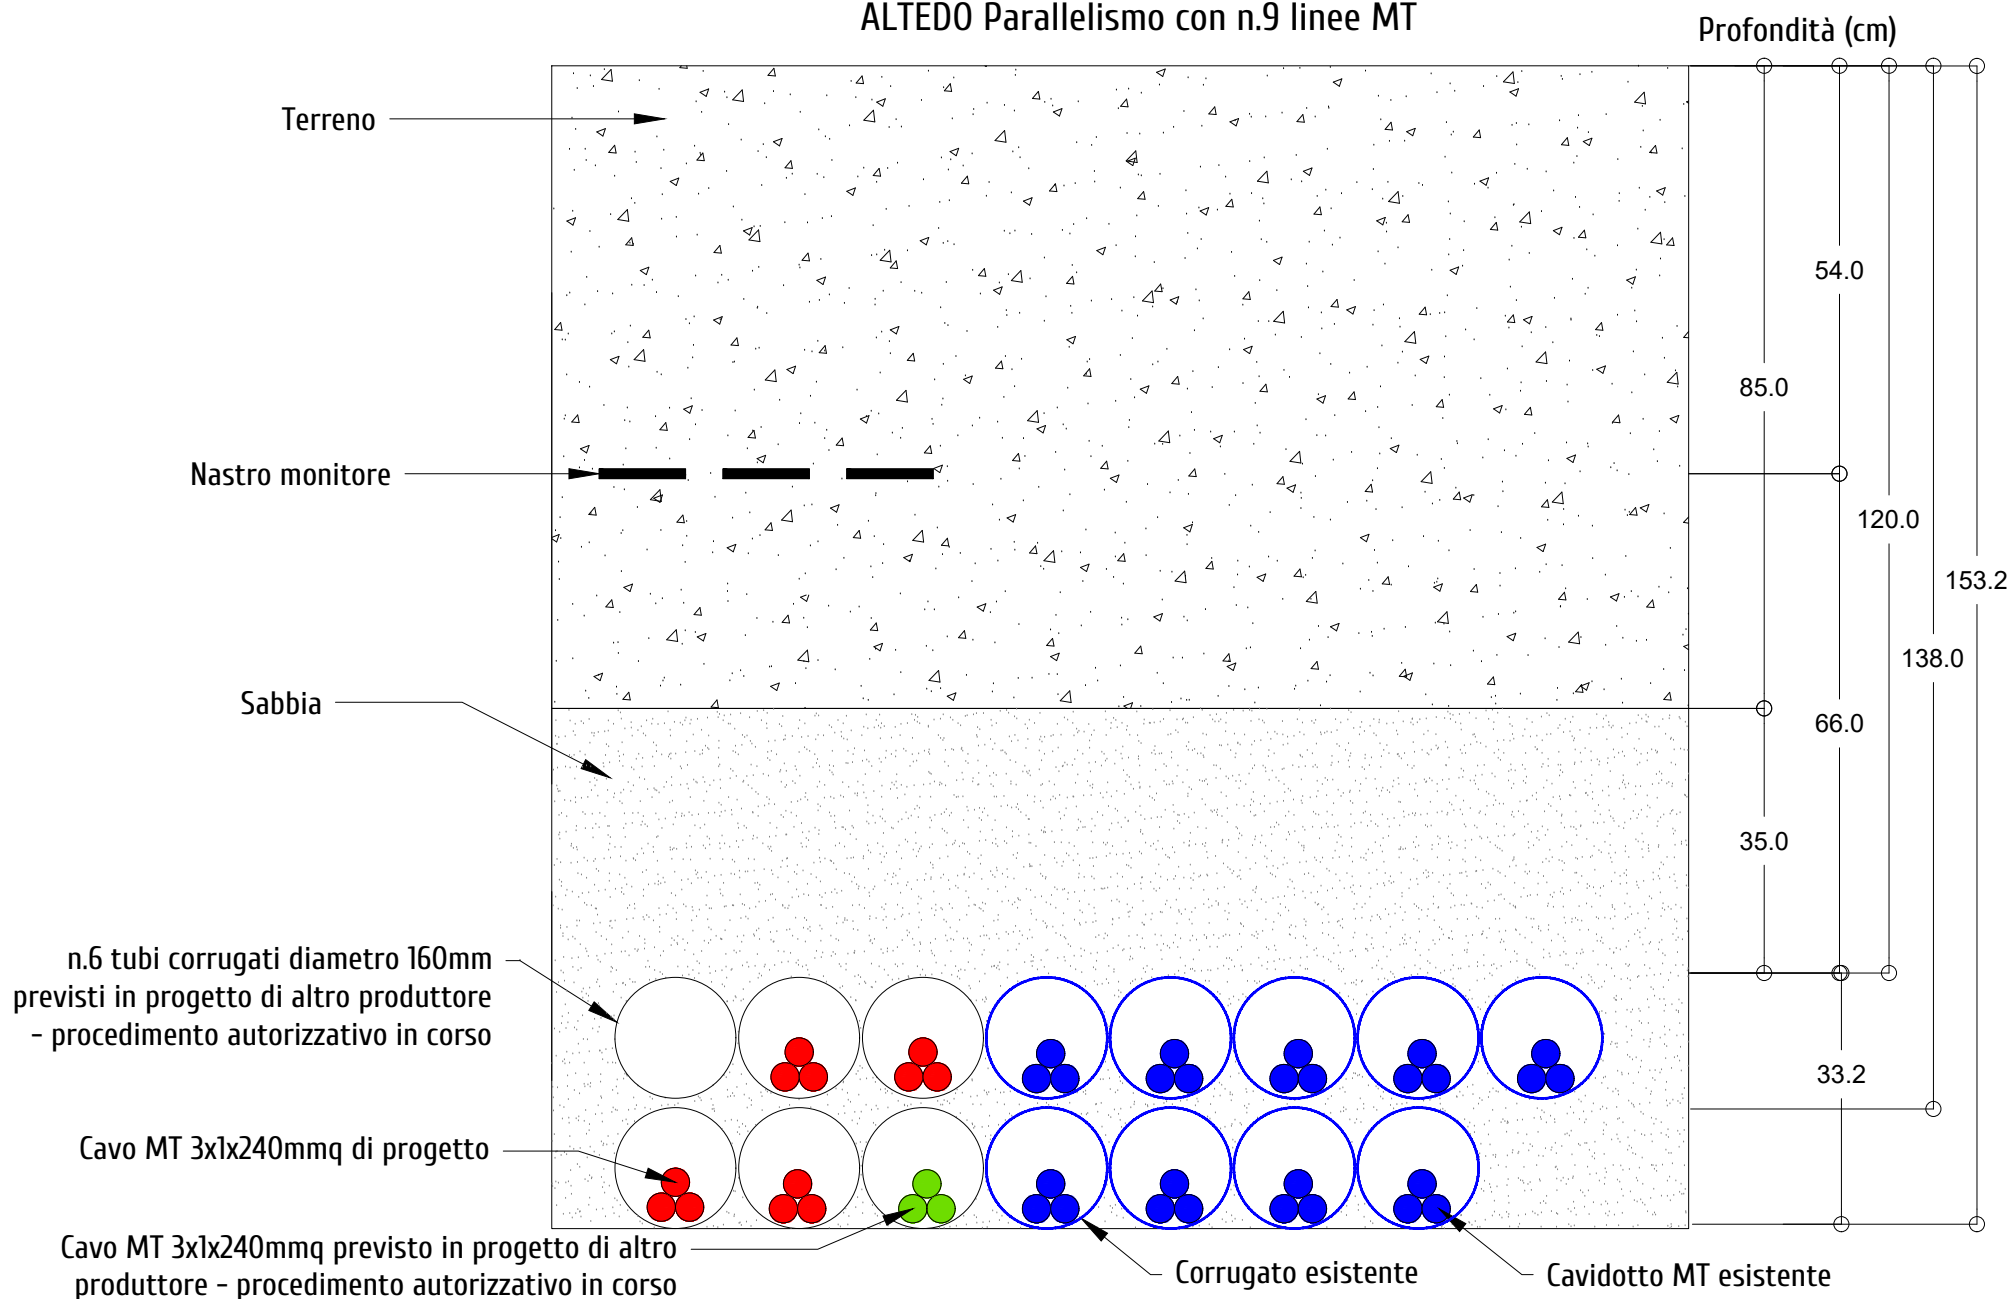 ALTEDO Parallelismo con n.9 linee MT
Profondità (cm)
Terreno
54.0
85.0
Nastro monitore
120.0
153.2
138.0
Sabbia
66.0
35.0
n.6 tubi corrugati diametro 160mm
previsti in progetto di altro produttore
- procedimento autorizzativo in corso
33.2
Cavo MT 3x1x240mmq di progetto
Cavo MT 3x1x240mmq previsto in progetto di altro
produttore - procedimento autorizzativo in corso
Corrugato esistente
Cavidotto MT esistente